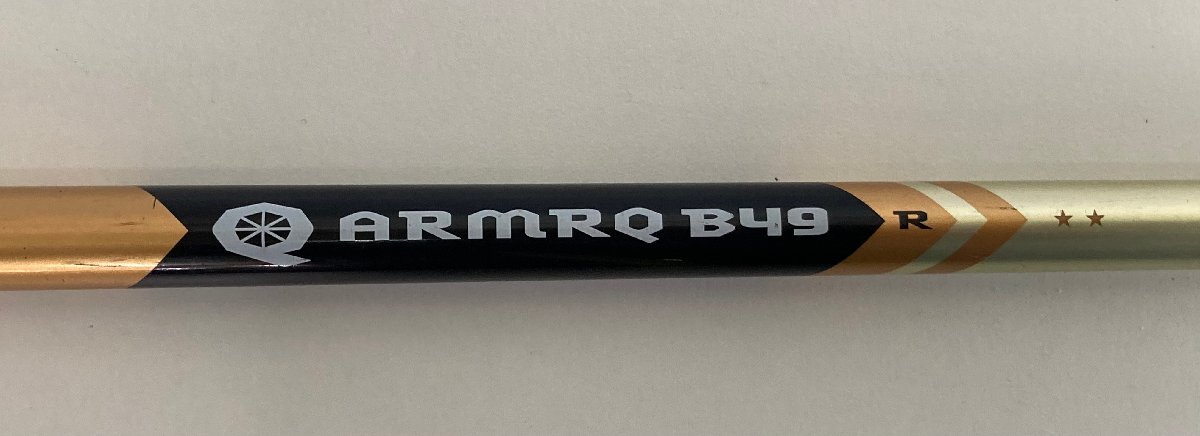 ARMRQ B49 R ★★